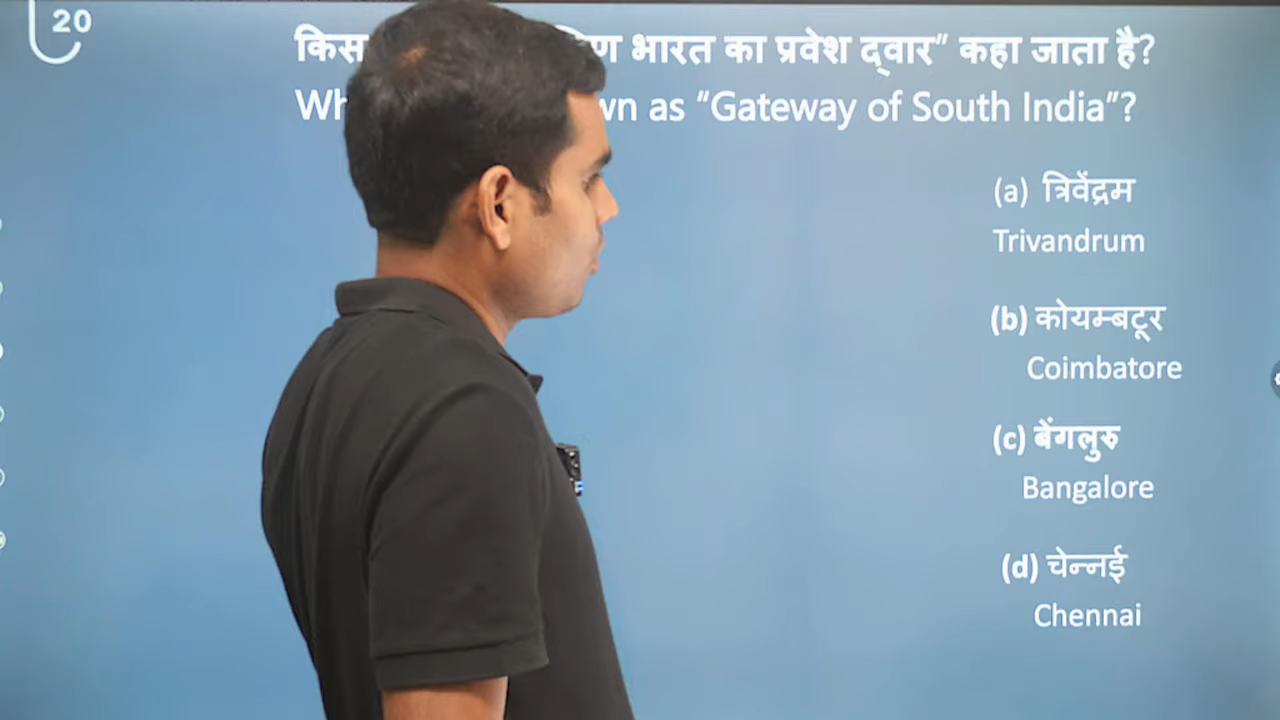 20
किस ण भारत का प्रवेश द्वार” कहा जाता है?
Wh wn as “Gateway of South India”?
(a) त्रिवेंद्रम
Trivandrum
(b) कोयम्बटूर
Coimbatore
(c) बेंगलुरु
Bangalore
(d) चेन्नई
Chennai